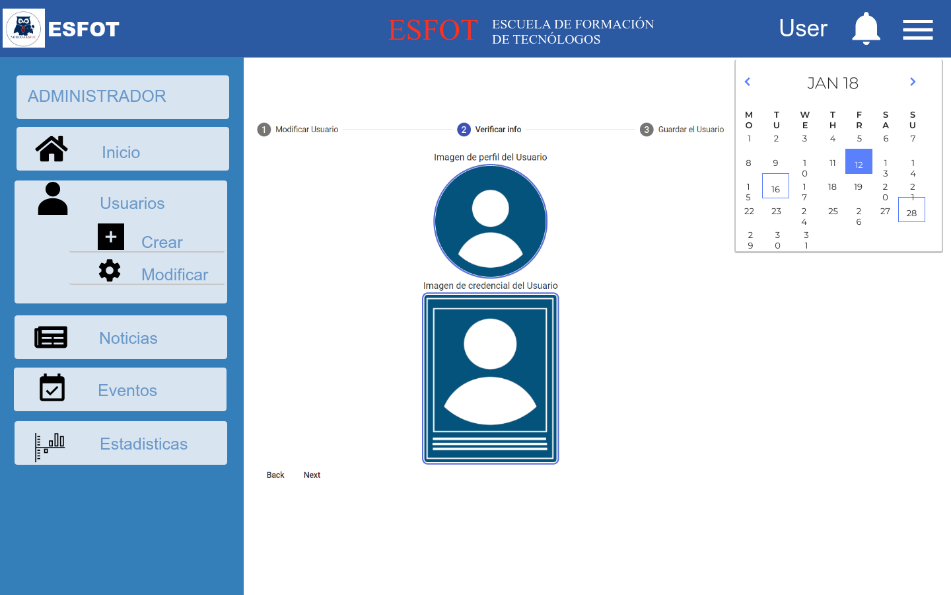 ESFOT
ESFOT
ESCUELA DE FORMACIÓN
DE TECNÓLOGOS
User
ADMINISTRADOR
Inicio
Usuarios
Crear
Modificar
Noticias
Eventos
Estadisticas
1 Modificar Usuario
2 Verificar info
3 Guardar el Usuario
Imagen de perfil del Usuario
Imagen de credencial del Usuario
Back Next
JAN 18
MO TU WE TH FR SA SU
1 2 3 4 5 6 7
8 9 10 11 12 13 14
15 16 17 18 19 20 21
22 23 24 25 26 27 28
29 30 31